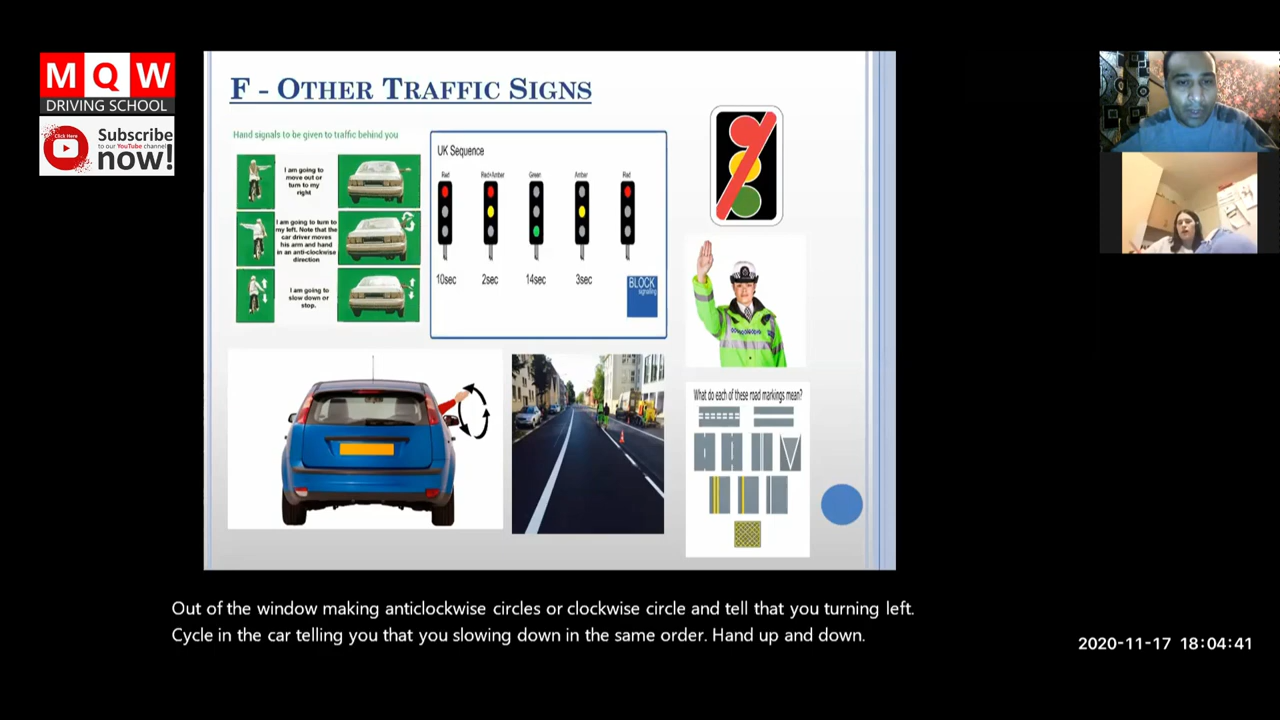 M Q W
DRIVING SCHOOL
Click Here
Subscribe
to our YouTube channel
now!
F - OTHER TRAFFIC SIGNS
Hand signals to be given to traffic behind you
I am going to
move out or
turn to my
right
I am going to turn to
my left. Note that the
car driver moves
his arm and hand
in an anti-clockwise
direction
I am going to
slow down or
stop.
UK Sequence
Red Red+Amber Green Amber Red
10sec 2sec 14sec 3sec
BLOCK
signalling
What do each of these road markings mean?
Out of the window making anticlockwise circles or clockwise circle and tell that you turning left.
Cycle in the car telling you that you slowing down in the same order. Hand up and down.
2020-11-17 18:04:41